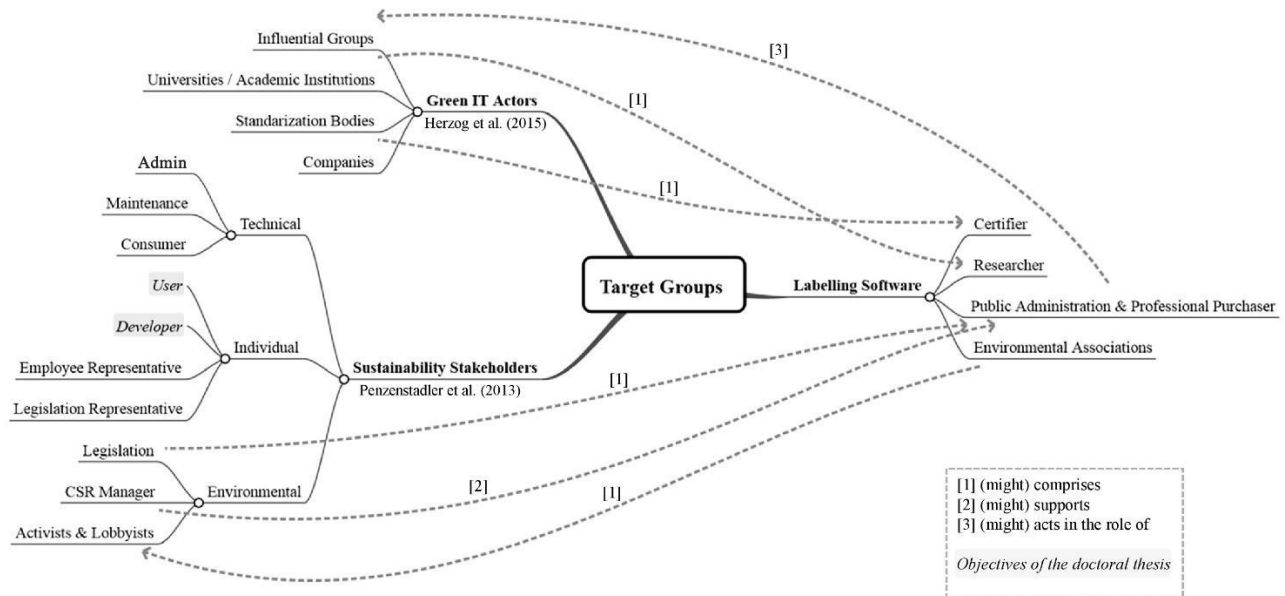 Influential Groups
Universities / Academic Institutions
Standarization Bodies
Companies
Green IT Actors
Herzog et al. (2015)
Admin
Maintenance
Consumer
Technical
User
Developer
Employee Representative
Legislation Representative
Individual
Legislation
CSR Manager
Activists & Lobbyists
Environmental
Sustainability Stakeholders
Penzenstadler et al. (2013)
Target Groups
Labelling Software
Certifier
Researcher
Public Administration & Professional Purchaser
Environmental Associations
[3]
[1]
[1]
[1]
[2]
[1]
[1] (might) comprises
[2] (might) supports
[3] (might) acts in the role of
Objectives of the doctoral thesis